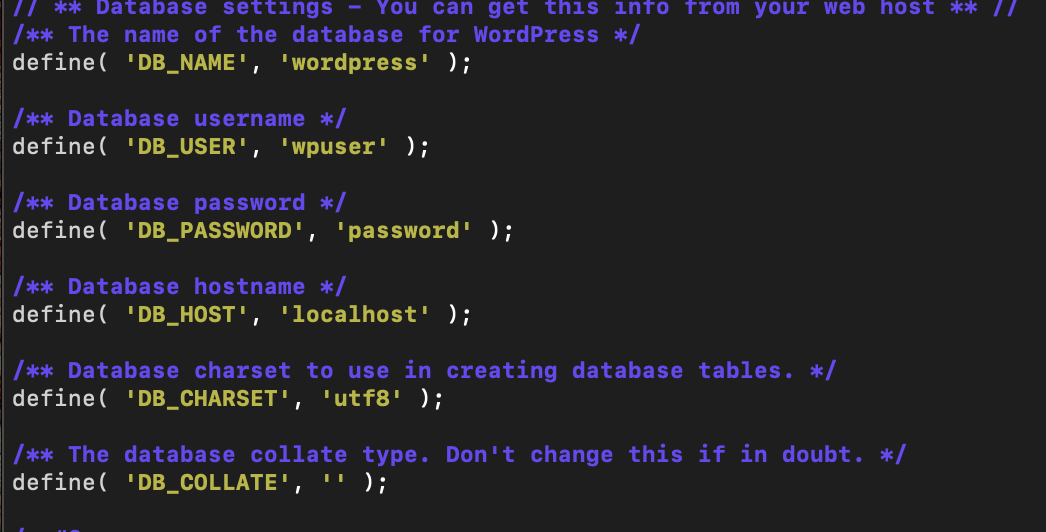 // ** Database settings - You can get this info from your web host ** //
/** The name of the database for WordPress */
define( 'DB_NAME', 'wordpress' );
/** Database username */
define( 'DB_USER', 'wpuser' );
/** Database password */
define( 'DB_PASSWORD', 'password' );
/** Database hostname */
define( 'DB_HOST', 'localhost' );
/** Database charset to use in creating database tables. */
define( 'DB_CHARSET', 'utf8' );
/** The database collate type. Don't change this if in doubt. */
define( 'DB_COLLATE', '' );